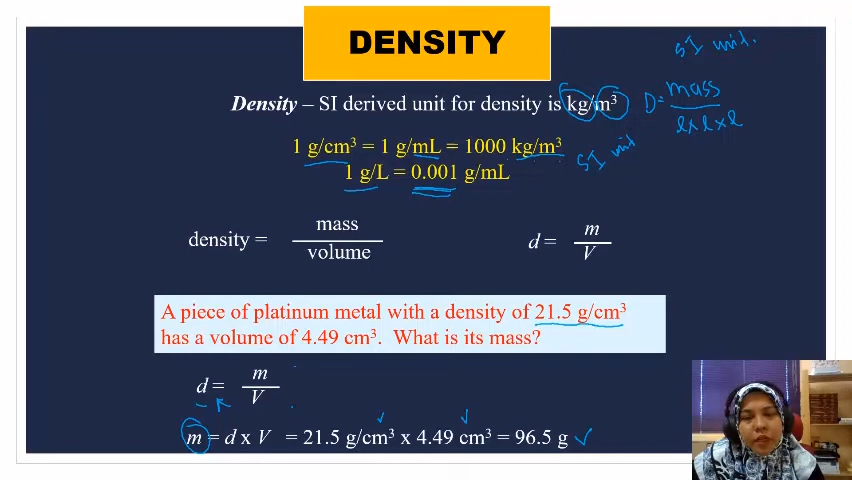 DENSITY
SI unit.
Density – SI derived unit for density is kg/m³
D = mass
l x l x l
1 g/cm³ = 1 g/mL = 1000 kg/m³
SI unit
1 g/L = 0.001 g/mL
density = mass
volume
d = m
V
A piece of platinum metal with a density of 21.5 g/cm³
has a volume of 4.49 cm³. What is its mass?
d = m
V
m = d x V = 21.5 g/cm³ x 4.49 cm³ = 96.5 g